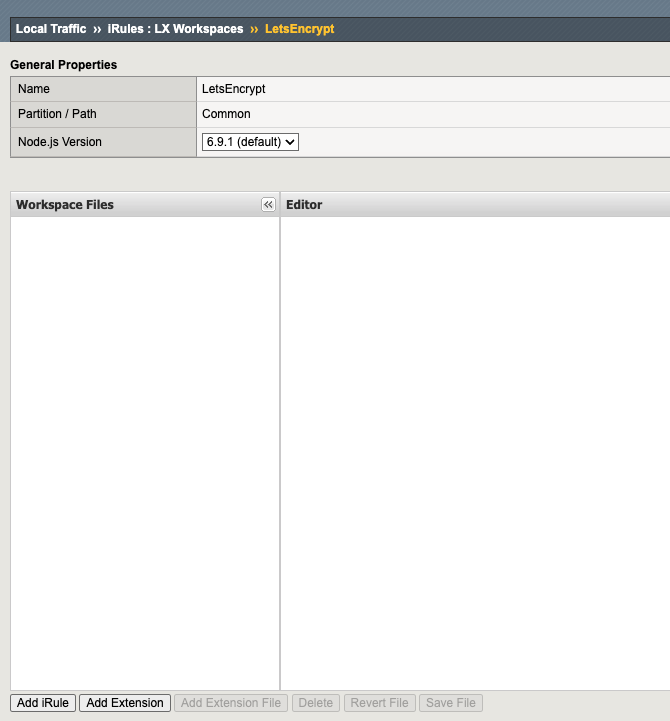 Local Traffic ›› iRules : LX Workspaces ›› LetsEncrypt
General Properties
Name LetsEncrypt
Partition / Path Common
Node.js Version 6.9.1 (default)
Workspace Files « Editor
Add iRule Add Extension Add Extension File Delete Revert File Save File